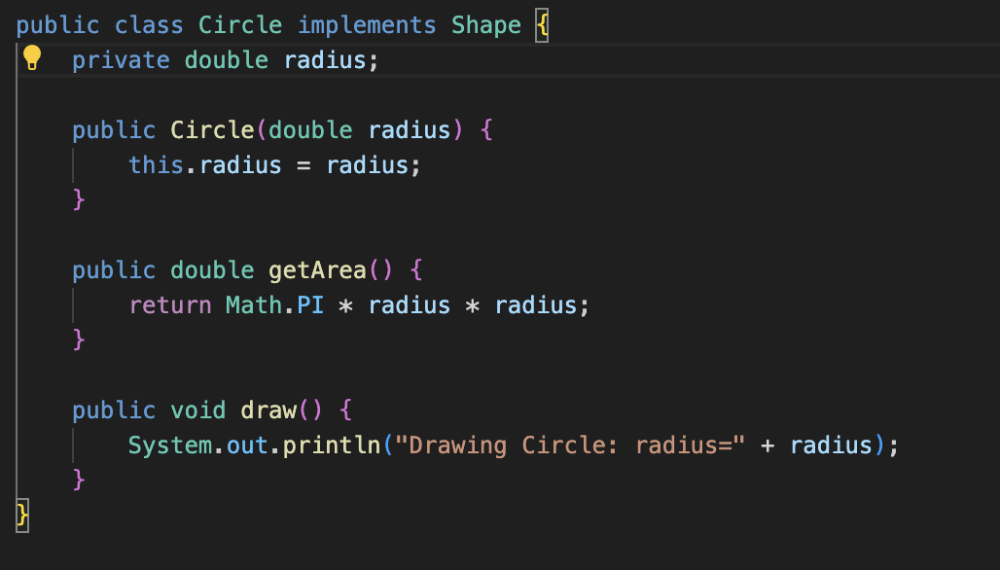 public class Circle implements Shape {
    private double radius;

    public Circle(double radius) {
        this.radius = radius;
    }

    public double getArea() {
        return Math.PI * radius * radius;
    }

    public void draw() {
        System.out.println("Drawing Circle: radius=" + radius);
    }
}